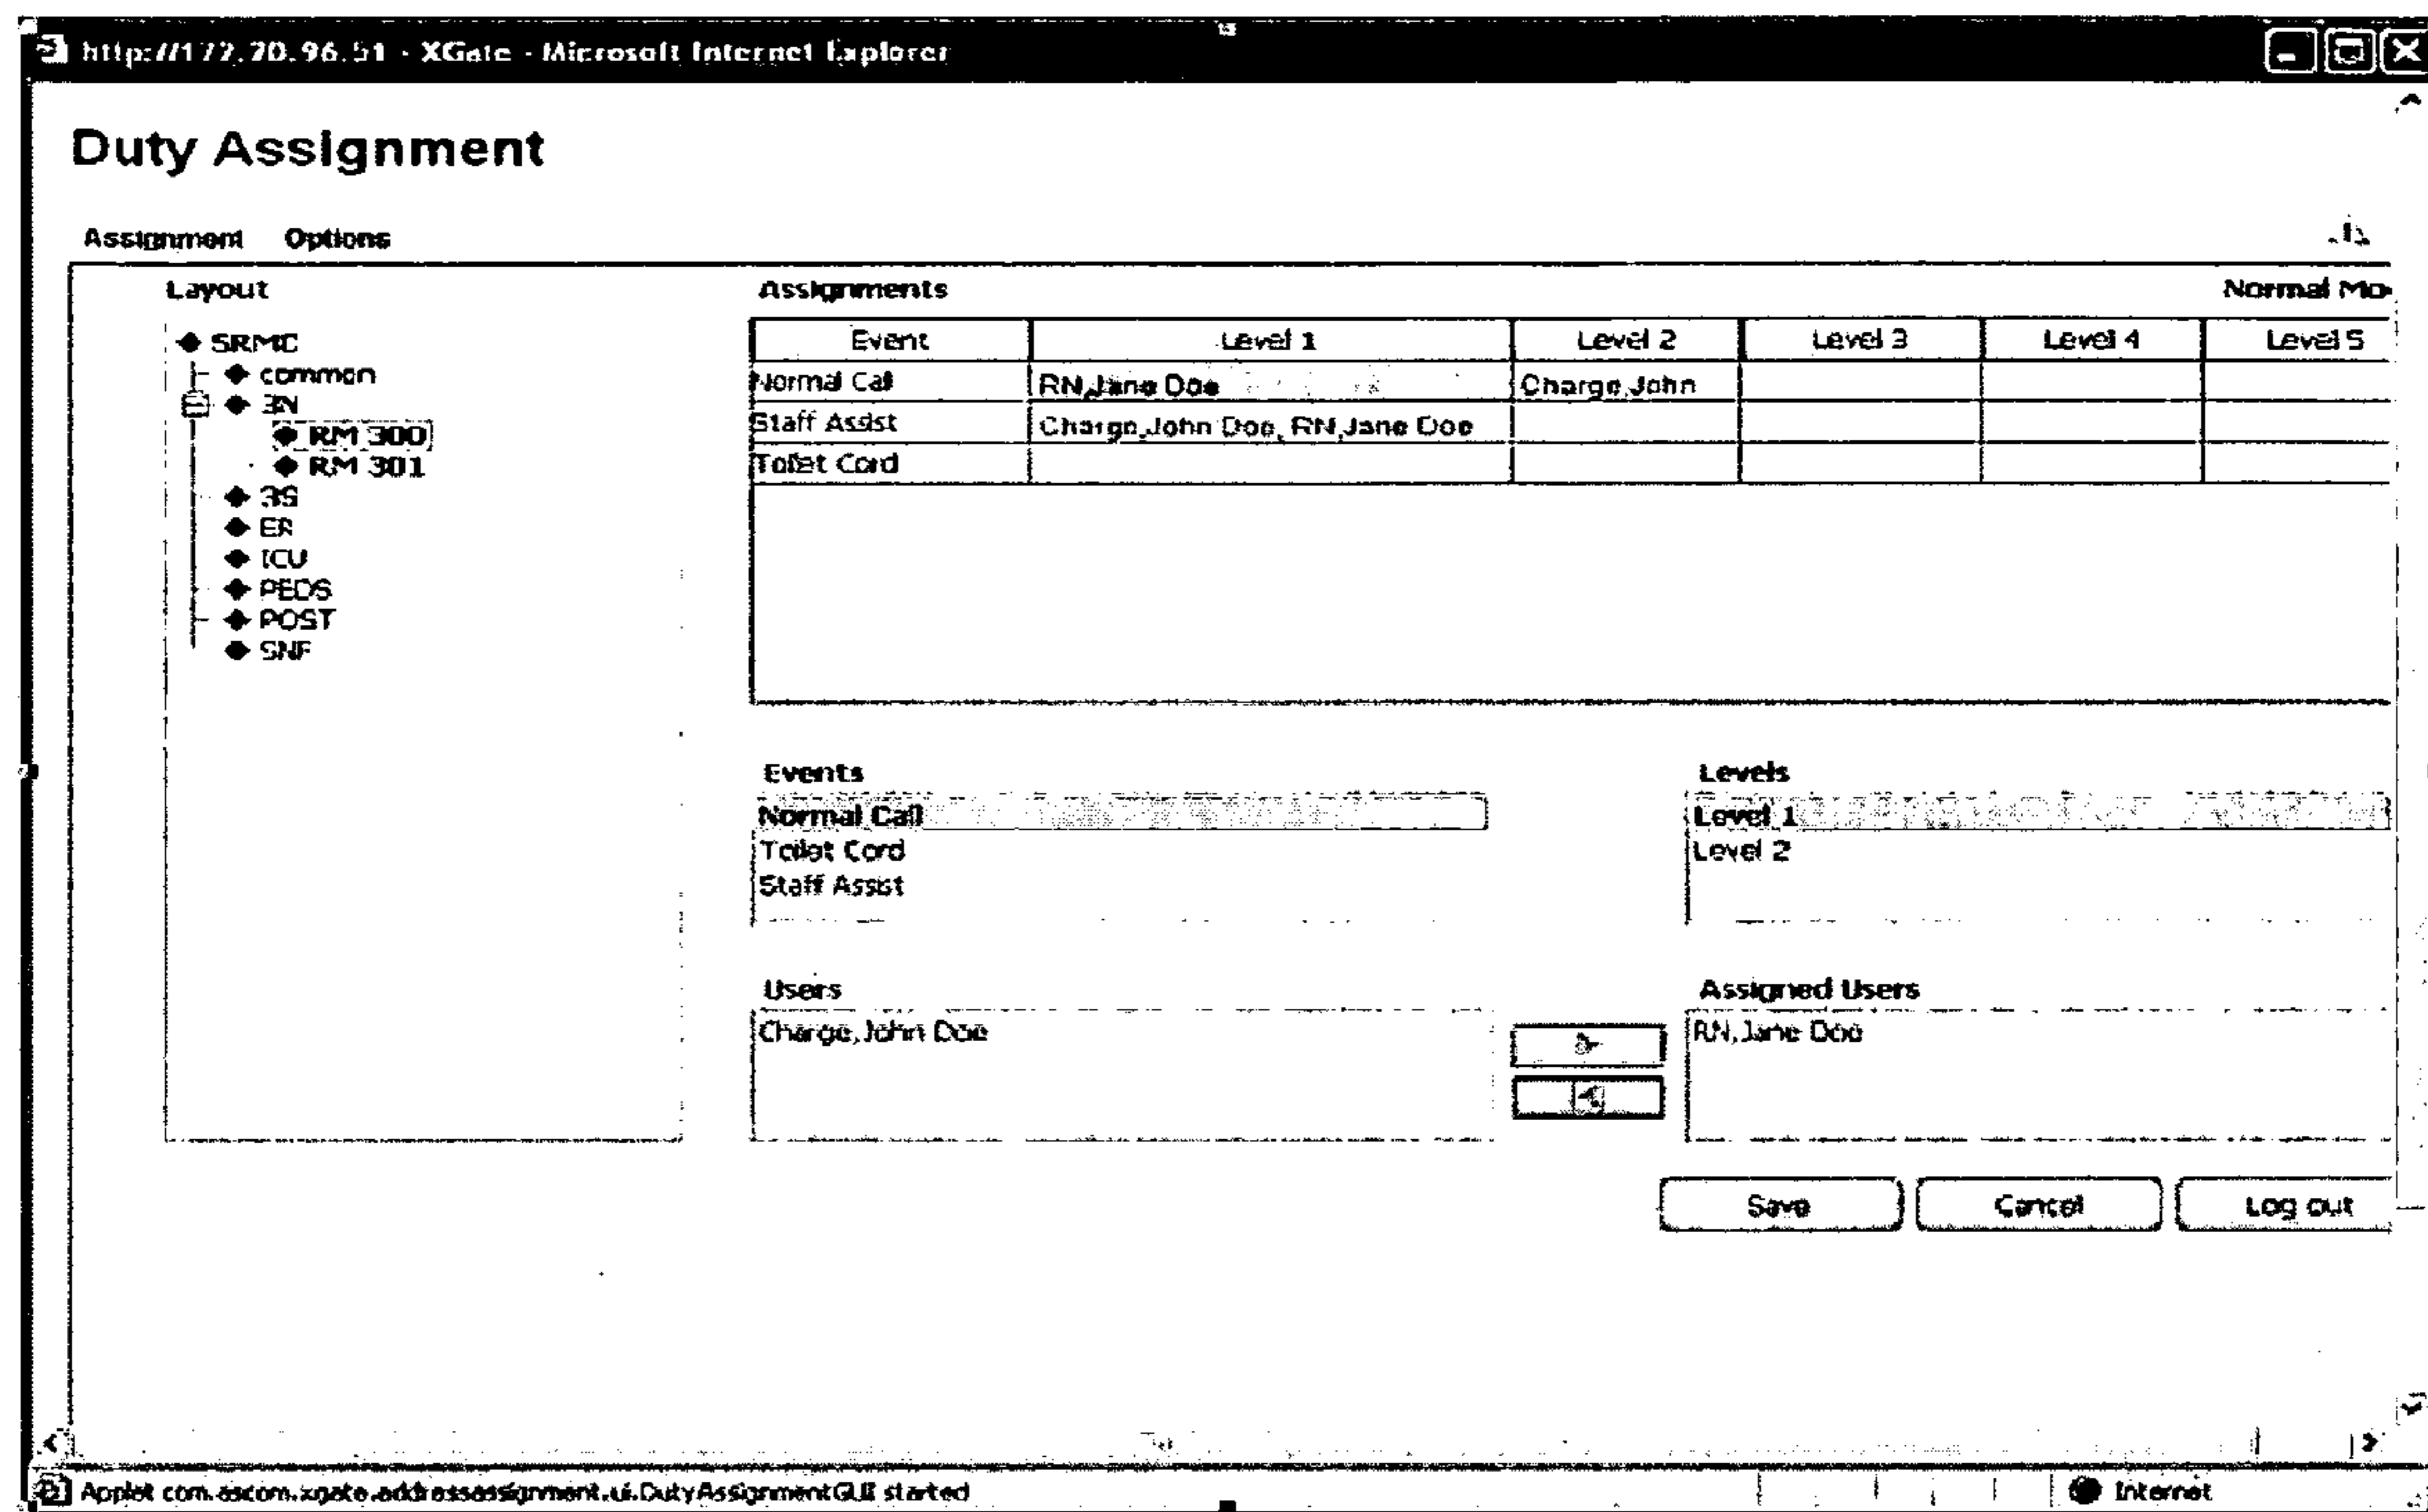 http://172.20.96.51 - XGate - Microsoft Internet Explorer
Duty Assignment
Assignment Options
Layout
SRMC
common
3N
RM 300
RM 301
3S
ER
ICU
PEDS
POST
SNF
Assignments Normal Mo
Event Level 1 Level 2 Level 3 Level 4 Level 5
Normal Call RN,Jane Doe Charge,John
Staff Assist Charge,John Doe, RN,Jane Doe
Toilet Cord
Events
Normal Call
Toilet Cord
Staff Assist
Levels
Level 1
Level 2
Users
Charge,John Doe
Assigned Users
RN,Jane Doe
Save Cancel Log out
Applet com.ascom.xgate.addressassignment.ui.DutyAssignmentGUI started Internet